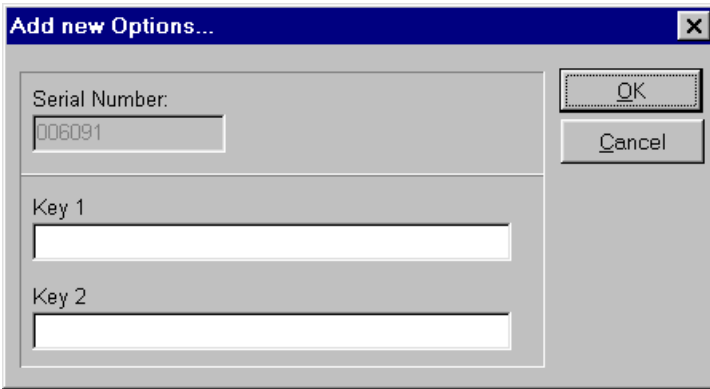 Add new Options...
Serial Number:
006091
OK
Cancel
Key 1
Key 2